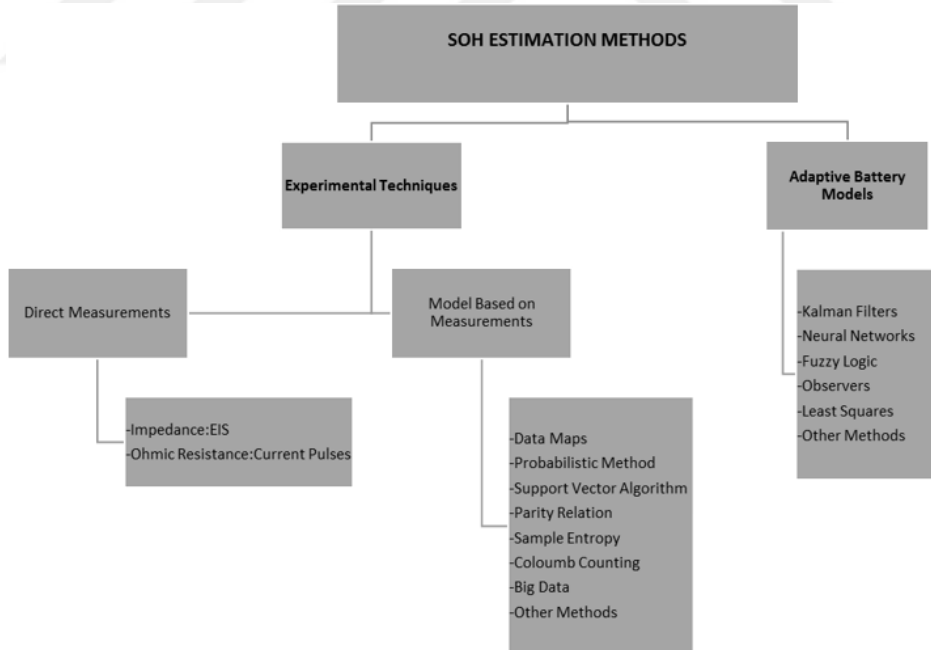 SOH ESTIMATION METHODS
Experimental Techniques
Adaptive Battery
Models
Direct Measurements
Model Based on
Measurements
-Kalman Filters
-Neural Networks
-Fuzzy Logic
-Observers
-Least Squares
-Other Methods
-Impedance:EIS
-Ohmic Resistance:Current Pulses
-Data Maps
-Probabilistic Method
-Support Vector Algorithm
-Parity Relation
-Sample Entropy
-Coloumb Counting
-Big Data
-Other Methods